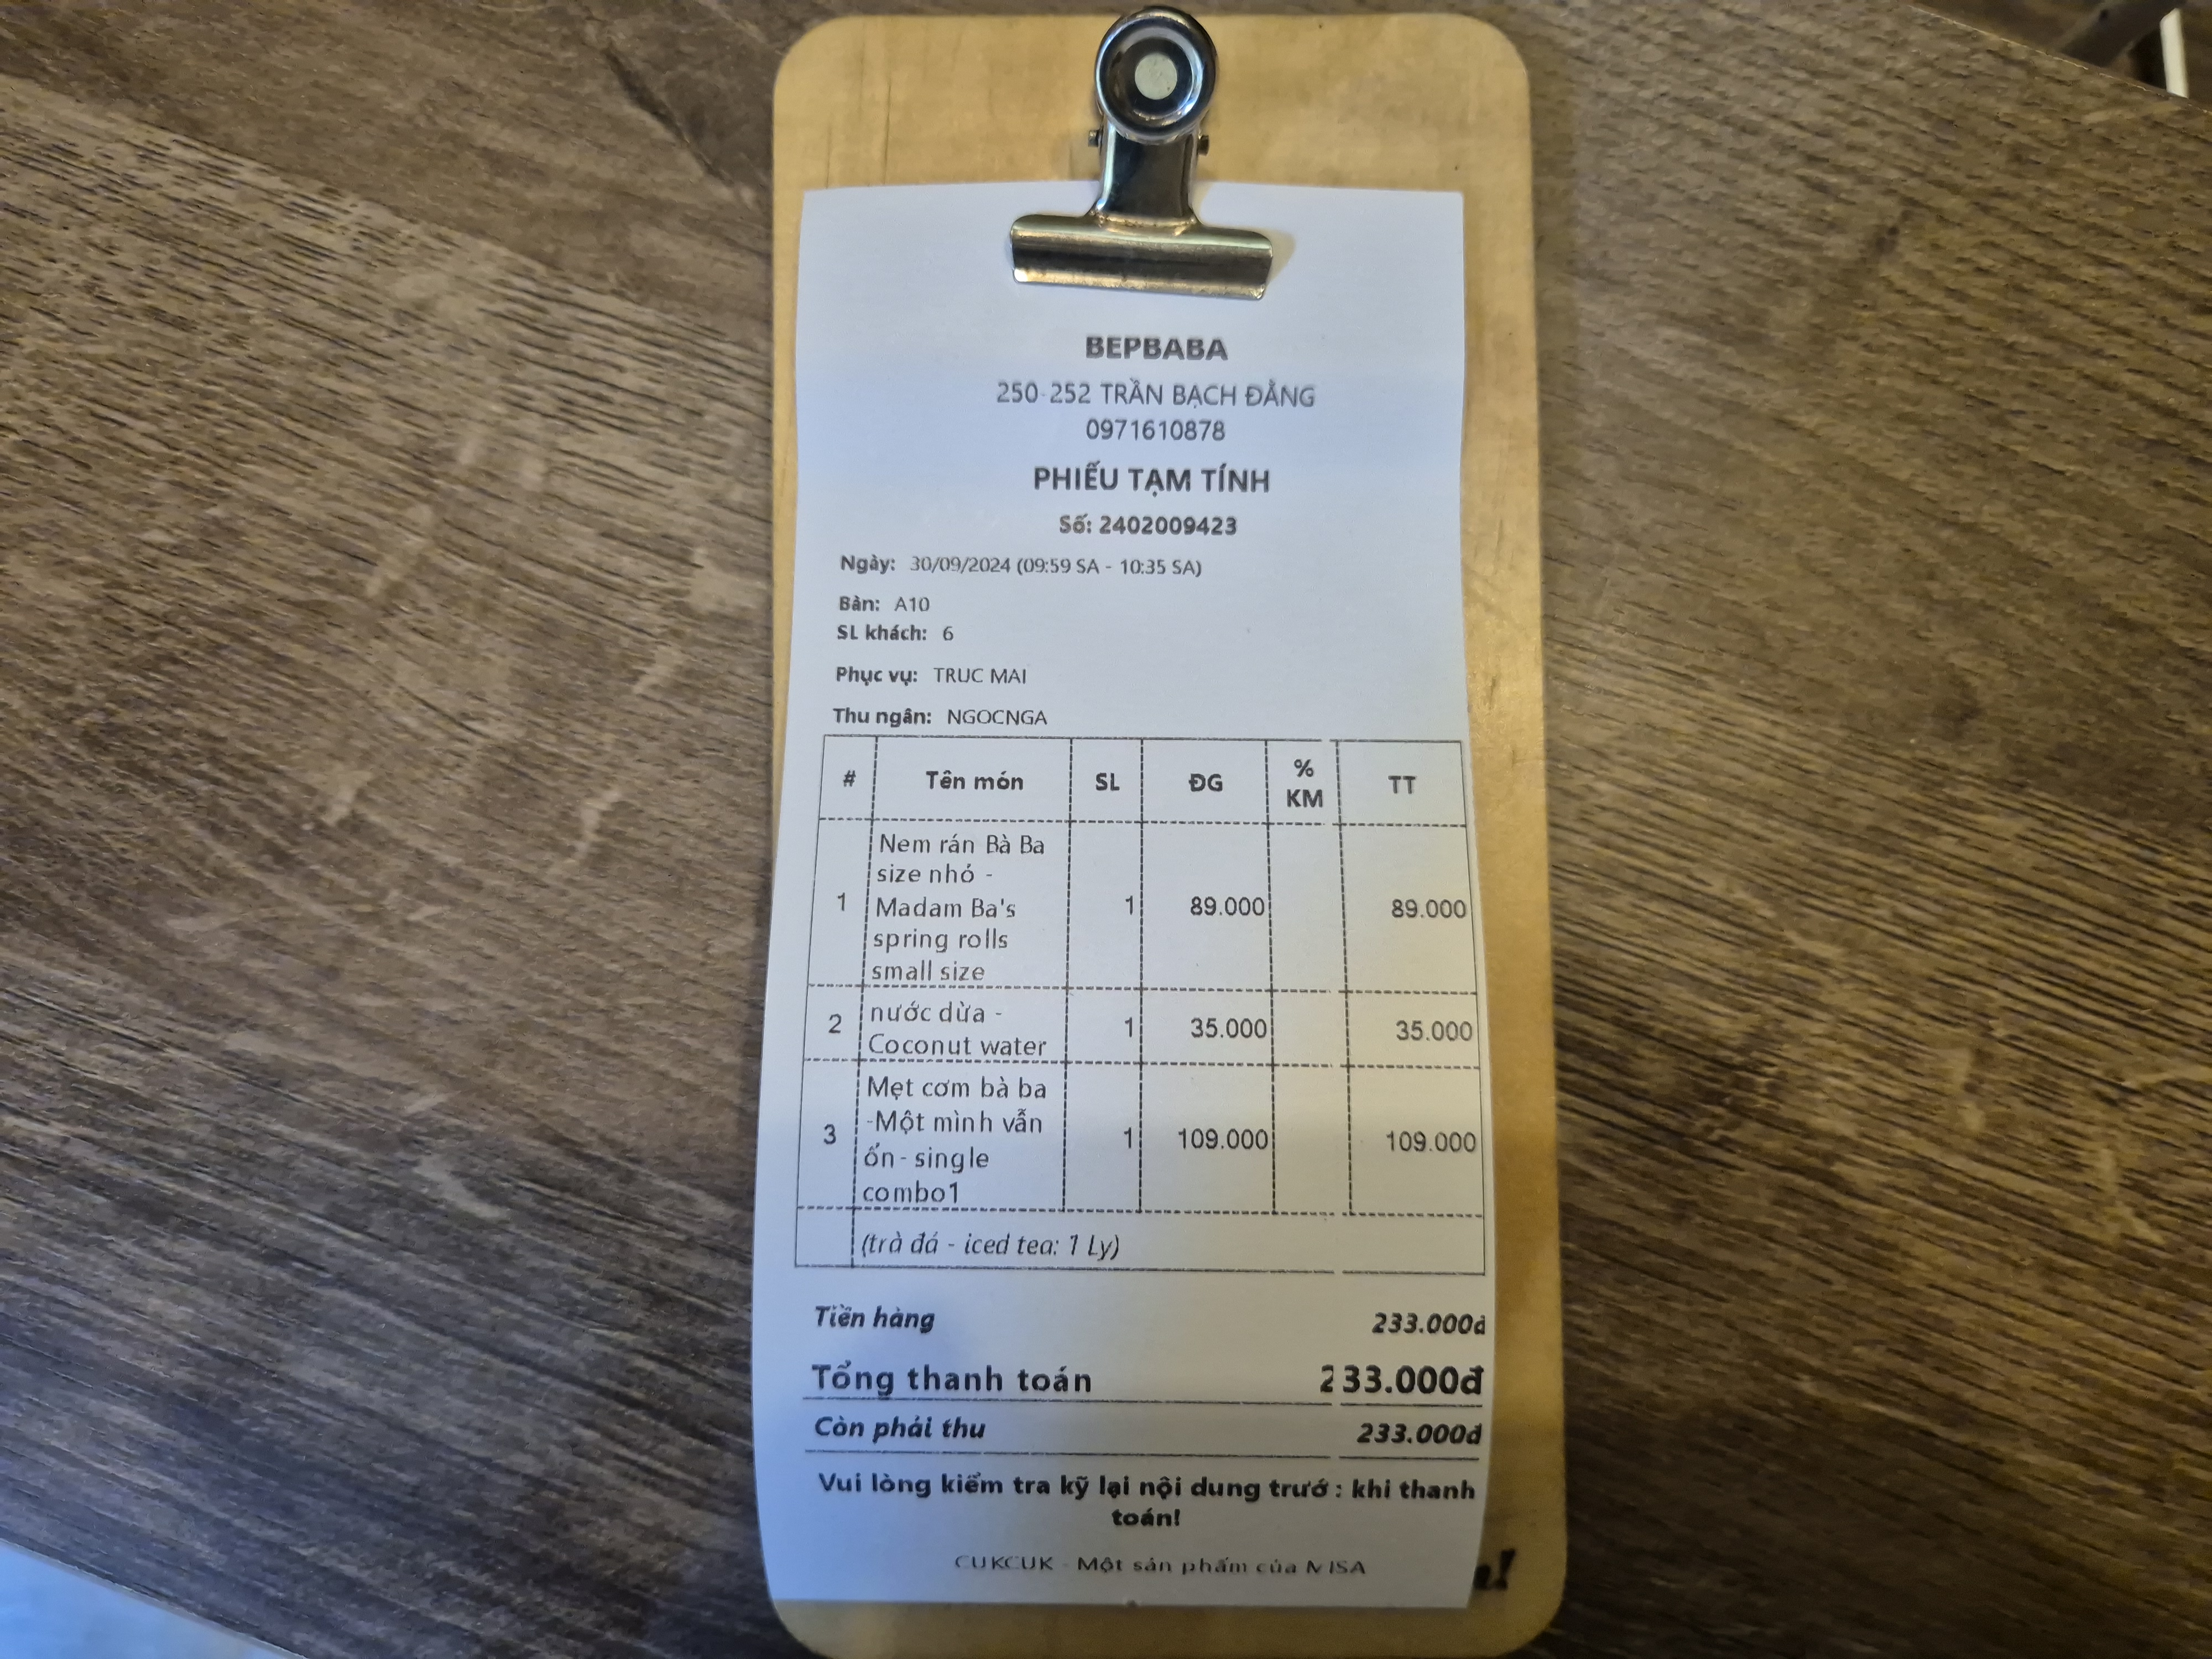 BEPBABA
250-252 TRẦN BẠCH ĐẰNG
0971610878
PHIẾU TẠM TÍNH
Số: 2402009423
Ngày: 30/09/2024 (09:59 SA - 10:35 SA)
Bàn: A10
SL khách: 6
Phục vụ: TRUC MAI
Thu ngân: NGOCNGA
# Tên món SL ĐG % KM TT
Nem rán Bà Ba
size nhỏ -
1 Madam Ba's 1 89.000 89.000
spring rolls
small size
2 nước dừa - 1 35.000 35.000
Coconut water
Mẹt cơm bà ba
3 -Một mình vẫn 1 109.000 109.000
ổn - single
combo1
(trà đá - iced tea: 1 Ly)
Tiền hàng 233.000đ
Tổng thanh toán 233.000đ
Còn phải thu 233.000đ
Vui lòng kiểm tra kỹ lại nội dung trướ : khi thanh
toán!
CUKCUK - Một sản phẩm của MISA